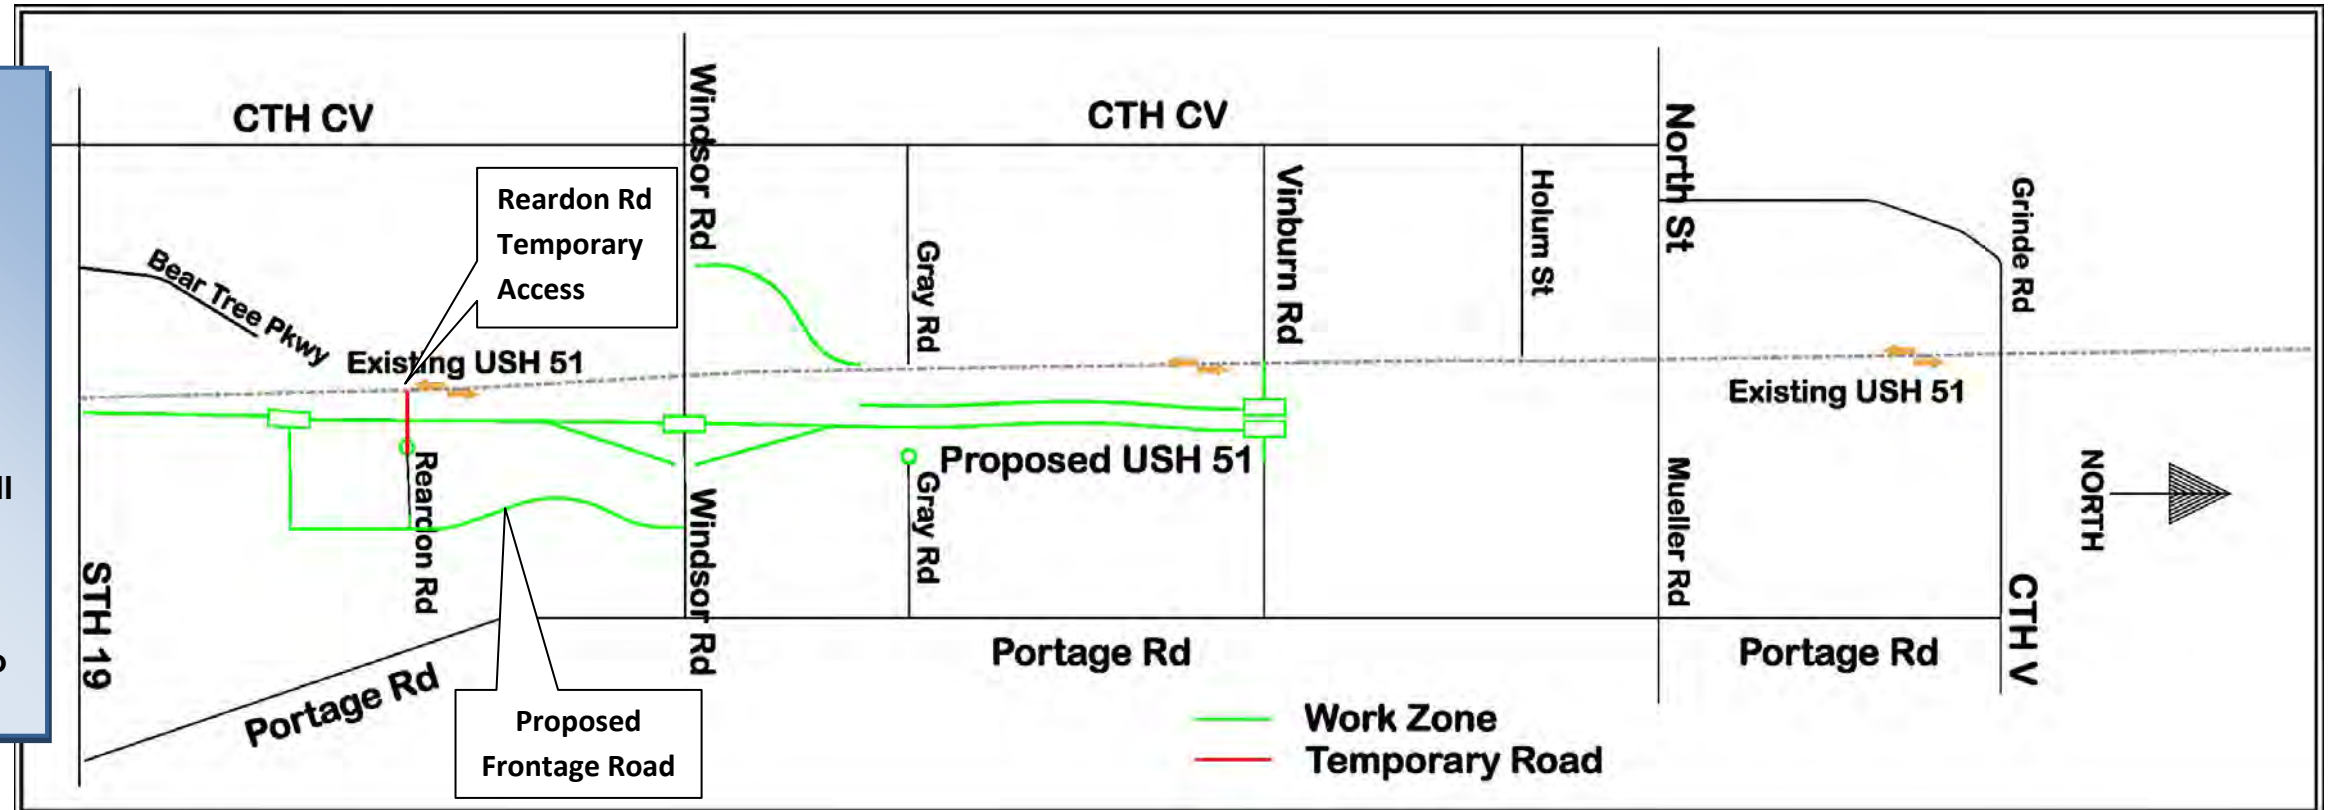 ll
o
CTH CV
CTH CV
Windsor Rd
North St
Reardon Rd
Temporary
Access
Vinburn Rd
Holum St
Grinde Rd
Gray Rd
Bear Tree Pkwy
Existing USH 51
Existing USH 51
Reardon Rd
Proposed USH 51
Gray Rd
Mueller Rd
NORTH
Windsor Rd
STH 19
CTH V
Portage Rd
Portage Rd
Portage Rd
Proposed
Frontage Road
Work Zone
Temporary Road